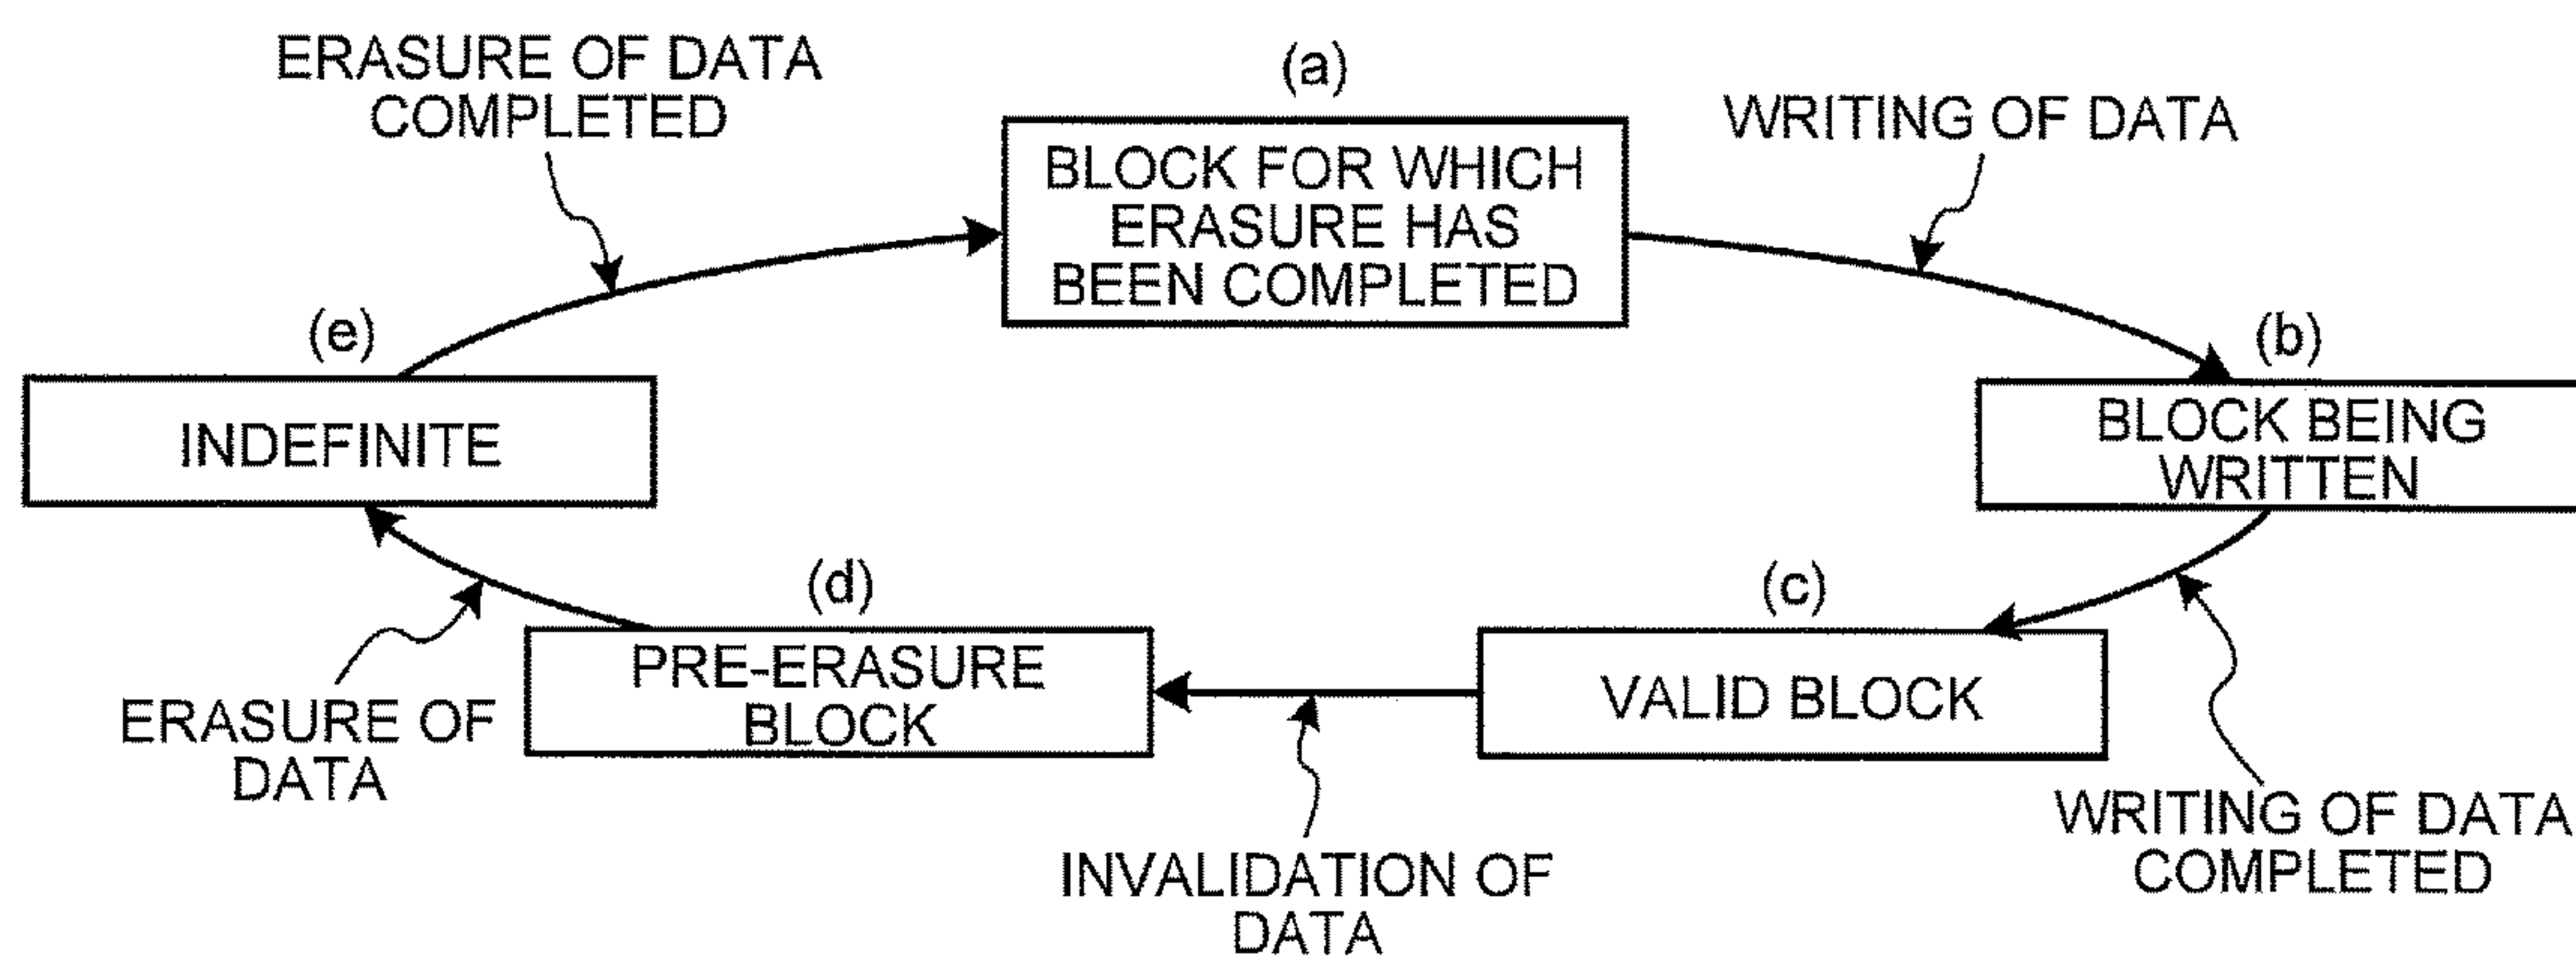 ERASURE OF DATA
COMPLETED
(a)
BLOCK FOR WHICH
ERASURE HAS
BEEN COMPLETED
WRITING OF DATA
(b)
BLOCK BEING
WRITTEN
(e)
INDEFINITE
(c)
VALID BLOCK
(d)
PRE-ERASURE
BLOCK
ERASURE OF
DATA
INVALIDATION OF
DATA
WRITING OF DATA
COMPLETED